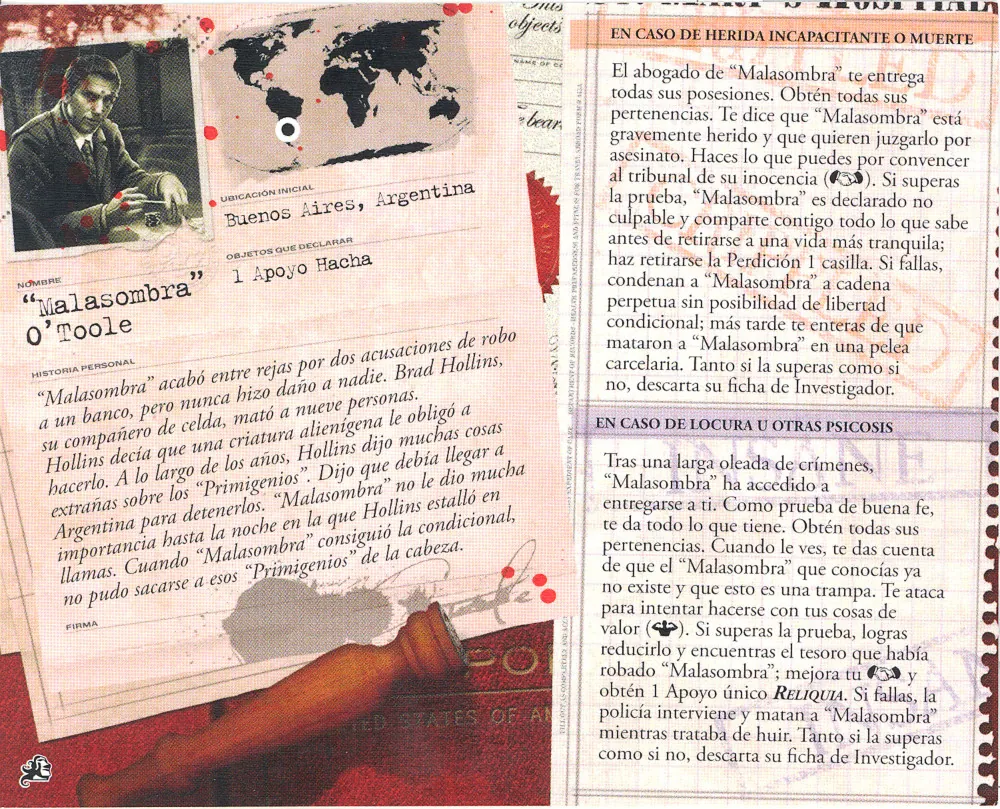 UBICACIÓN INICIAL
Buenos Aires, Argentina
OBJETOS QUE DECLARAR
1 Apoyo Hacha
NOMBRE
“Malasombra”
O’Toole
HISTORIA PERSONAL
“Malasombra” acabó entre rejas por dos acusaciones de robo
a un banco, pero nunca hizo daño a nadie. Brad Hollins,
su compañero de celda, mató a nueve personas.
Hollins decía que una criatura alienígena le obligó a
hacerlo. A lo largo de los años, Hollins dijo muchas cosas
extrañas sobre los “Primigenios”. Dijo que debía llegar a
Argentina para detenerlos. “Malasombra” no le dio mucha
importancia hasta la noche en la que Hollins estalló en
llamas. Cuando “Malasombra” consiguió la condicional,
no pudo sacarse a esos “Primigenios” de la cabeza.
FIRMA
objects
NAME OF
bear
STATES OF AM
EN CASO DE HERIDA INCAPACITANTE O MUERTE
El abogado de “Malasombra” te entrega
todas sus posesiones. Obtén todas sus
pertenencias. Te dice que “Malasombra” está
gravemente herido y que quieren juzgarlo por
asesinato. Haces lo que puedes por convencer
al tribunal de su inocencia ( ). Si superas
la prueba, “Malasombra” es declarado no
culpable y comparte contigo todo lo que sabe
antes de retirarse a una vida más tranquila;
haz retirarse la Perdición 1 casilla. Si fallas,
condenan a “Malasombra” a cadena
perpetua sin posibilidad de libertad
condicional; más tarde te enteras de que
mataron a “Malasombra” en una pelea
carcelaria. Tanto si la superas como si
no, descarta su ficha de Investigador.
EN CASO DE LOCURA U OTRAS PSICOSIS
Tras una larga oleada de crímenes,
“Malasombra” ha accedido a
entregarse a ti. Como prueba de buena fe,
te da todo lo que tiene. Obtén todas sus
pertenencias. Cuando le ves, te das cuenta
de que el “Malasombra” que conocías ya
no existe y que esto es una trampa. Te ataca
para intentar hacerse con tus cosas de
valor ( ). Si superas la prueba, logras
reducirlo y encuentras el tesoro que había
robado “Malasombra”; mejora tu y
obtén 1 Apoyo único RELIQUIA. Si fallas, la
policía interviene y matan a “Malasombra”
mientras trataba de huir. Tanto si la superas
como si no, descarta su ficha de Investigador.